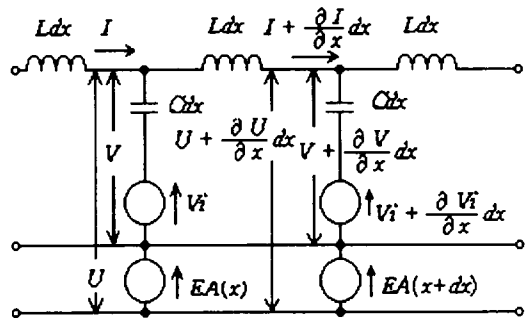 Ldx
I
Ldx
I + ∂I/∂x dx
Ldx
Cdx
Cdx
V
U + ∂U/∂x dx
V + ∂V/∂x dx
Vi
Vi + ∂Vi/∂x dx
U
EA(x)
EA(x+dx)